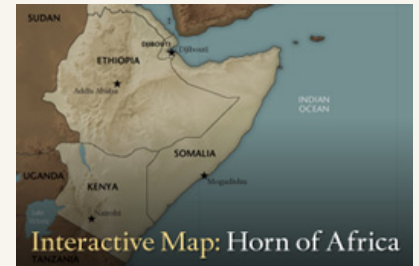 SUDAN
DJIBOUTI
Djibouti
ETHIOPIA
Addis Ababa
INDIAN
OCEAN
SOMALIA
UGANDA
Mogadishu
KENYA
Lake
Nairobi
TANZANIA
Interactive Map: Horn of Africa